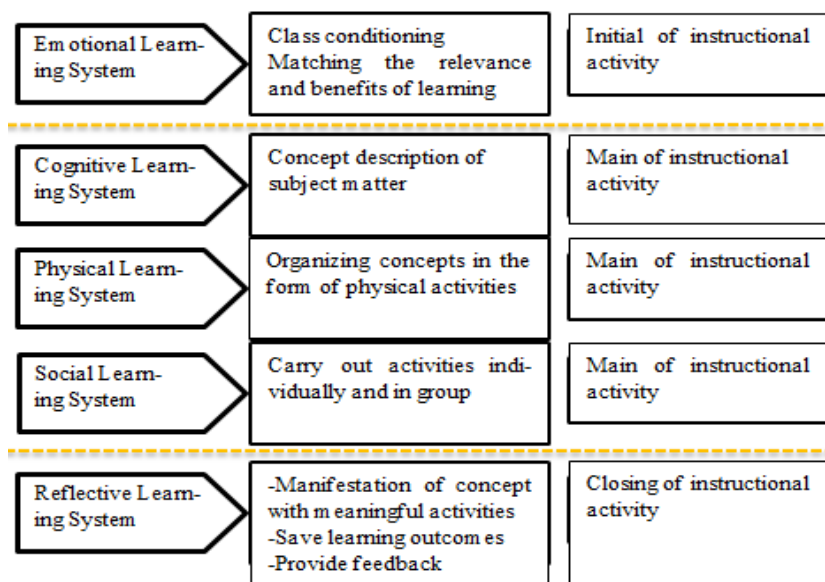 Emotional Learn-
ing System
Class conditioning
Matching the relevance
and benefits of learning
Initial of instructional
activity
Cognitive Learn-
ing System
Concept description of
subject matter
Main of instructional
activity
Physical Learn-
ing System
Organizing concepts in the
form of physical activities
Main of instructional
activity
Social Learn-
ing System
Carry out activities indi-
vidually and in group
Main of instructional
activity
Reflective Learn-
ing System
-Manifestation of concept
with meaningful activities
-Save learning outcomes
-Provide feedback
Closing of instructional
activity